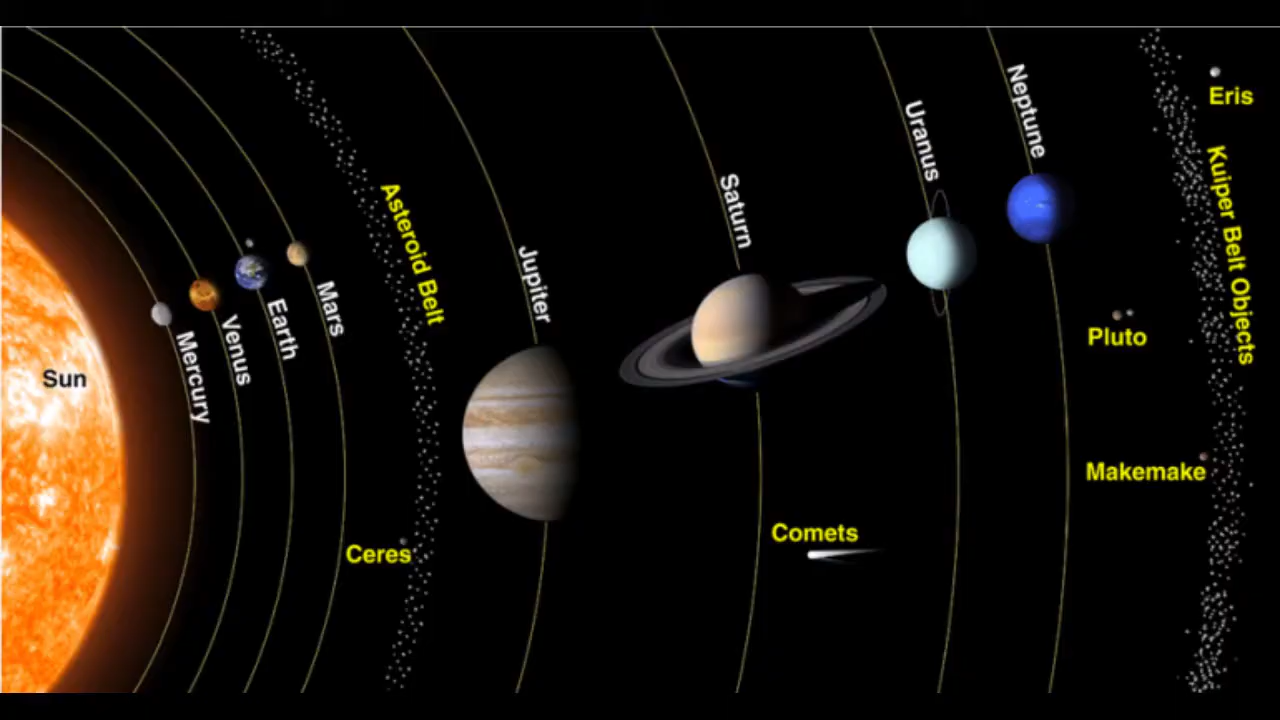 Sun
Mercury
Venus
Earth
Mars
Asteroid Belt
Ceres
Jupiter
Saturn
Comets
Uranus
Neptune
Pluto
Makemake
Eris
Kuiper Belt Objects